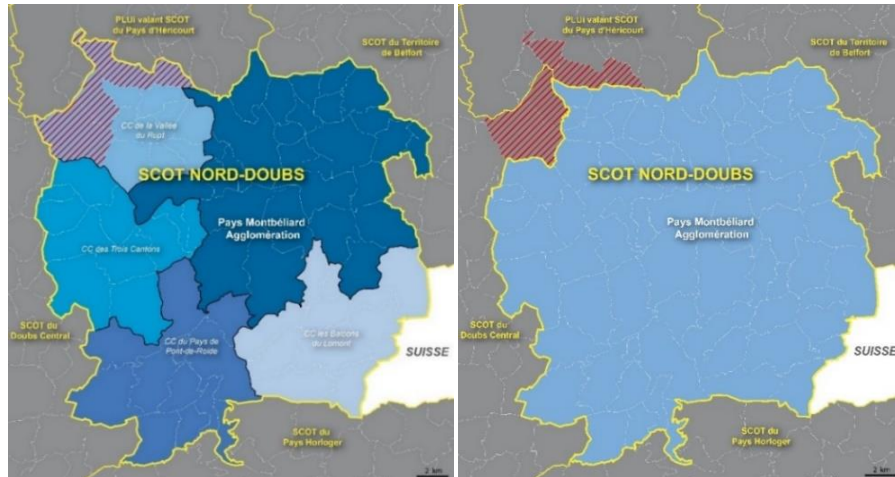 PLUi valant SCOT
du Pays d'Héricourt
SCOT du Territoire
de Belfort
CC de la Vallée
du Rupt
SCOT NORD-DOUBS
Pays Montbéliard
Agglomération
CC des Trois Cantons
SCOT du
Doubs Central
CC du Pays de
Pont-de-Roide
CC les Balcons
du Lomont
SUISSE
SCOT du
Pays Horloger
2 km
PLUi valant SCOT
du Pays d'Héricourt
SCOT du Territoire
de Belfort
SCOT NORD-DOUBS
Pays Montbéliard
Agglomération
SCOT du
Doubs Central
SUISSE
SCOT du
Pays Horloger
2 km